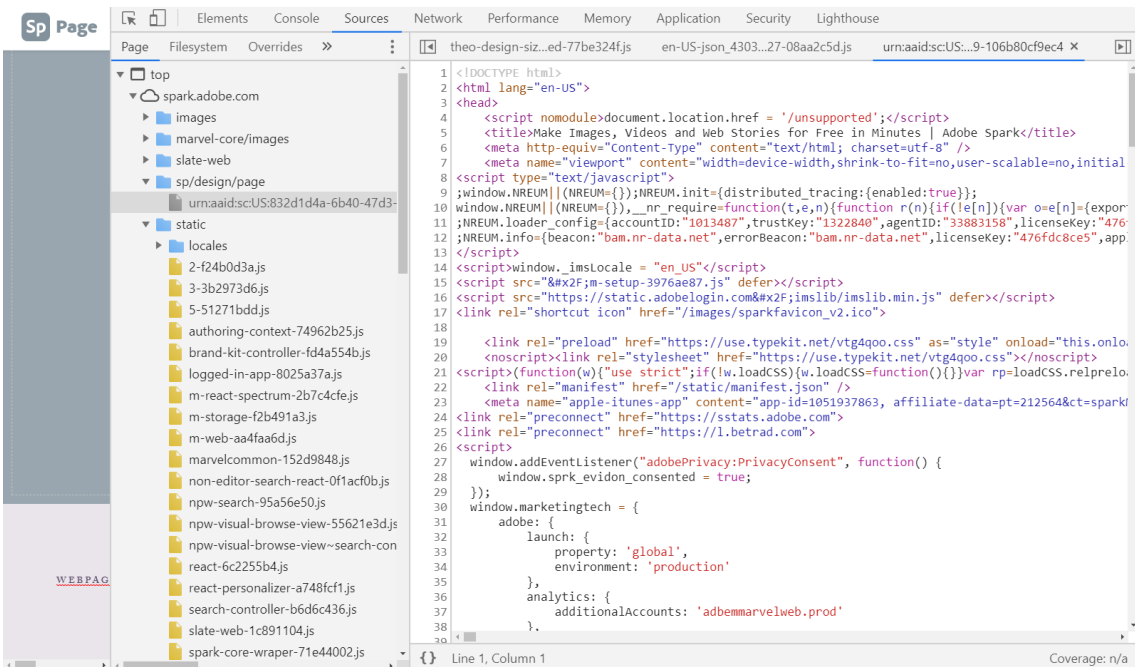 Sp Page
Elements Console Sources Network Performance Memory Application Security Lighthouse
Page Filesystem Overrides »
theo-design-siz...ed-77be324f.js en-US-json_4303...27-08aa2c5d.js urn:aaid:sc:US:...9-106b80cf9ec4 ×
top
spark.adobe.com
images
marvel-core/images
slate-web
sp/design/page
urn:aaid:sc:US:832d1d4a-6b40-47d3-
static
locales
2-f24b0d3a.js
3-3b2973d6.js
5-51271bdd.js
authoring-context-74962b25.js
brand-kit-controller-fd4a554b.js
logged-in-app-8025a37a.js
m-react-spectrum-2b7c4cfe.js
m-storage-f2b491a3.js
m-web-aa4faa6d.js
marvelcommon-152d9848.js
non-editor-search-react-0f1acf0b.js
npw-search-95a56e50.js
npw-visual-browse-view-55621e3d.js
npw-visual-browse-view~search-con
react-6c2255b4.js
react-personalizer-a748fcf1.js
search-controller-b6d6c436.js
slate-web-1c891104.js
spark-core-wraper-71e44002.js
WEBPAG
1 <!DOCTYPE html>
2 <html lang="en-US">
3 <head>
4 <script nomodule>document.location.href = '/unsupported';</script>
5 <title>Make Images, Videos and Web Stories for Free in Minutes | Adobe Spark</title>
6 <meta http-equiv="Content-Type" content="text/html; charset=utf-8" />
7 <meta name="viewport" content="width=device-width,shrink-to-fit=no,user-scalable=no,initial
8 <script type="text/javascript">
9 ;window.NREUM||(NREUM={});NREUM.init={distributed_tracing:{enabled:true}};
10 window.NREUM||(NREUM={}),__nr_require=function(t,e,n){function r(n){if(!e[n]){var o=e[n]={expor
11 ;NREUM.loader_config={accountID:"1013487",trustKey:"1322840",agentID:"33883158",licenseKey:"476
12 ;NREUM.info={beacon:"bam.nr-data.net",errorBeacon:"bam.nr-data.net",licenseKey:"476fdc8ce5",app
13 </script>
14 <script>window._imsLocale = "en_US"</script>
15 <script src="&#x2F;m-setup-3976ae87.js" defer></script>
16 <script src="https://static.adobelogin.com&#x2F;imslib/imslib.min.js" defer></script>
17 <link rel="shortcut icon" href="/images/sparkfavicon_v2.ico">
18
19 <link rel="preload" href="https://use.typekit.net/vtg4qoo.css" as="style" onload="this.onlo
20 <noscript><link rel="stylesheet" href="https://use.typekit.net/vtg4qoo.css"></noscript>
21 <script>(function(w){"use strict";if(!w.loadCSS){w.loadCSS=function(){}}var rp=loadCSS.relprelo
22 <link rel="manifest" href="/static/manifest.json" />
23 <meta name="apple-itunes-app" content="app-id=1051937863, affiliate-data=pt=212564&ct=spark
24 <link rel="preconnect" href="https://sstats.adobe.com">
25 <link rel="preconnect" href="https://l.betrad.com">
26 <script>
27 window.addEventListener("adobePrivacy:PrivacyConsent", function() {
28 window.sprk_evidon_consented = true;
29 });
30 window.marketingtech = {
31 adobe: {
32 launch: {
33 property: 'global',
34 environment: 'production'
35 },
36 analytics: {
37 additionalAccounts: 'adbemmarvelweb.prod'
38 },
39
{} Line 1, Column 1 Coverage: n/a